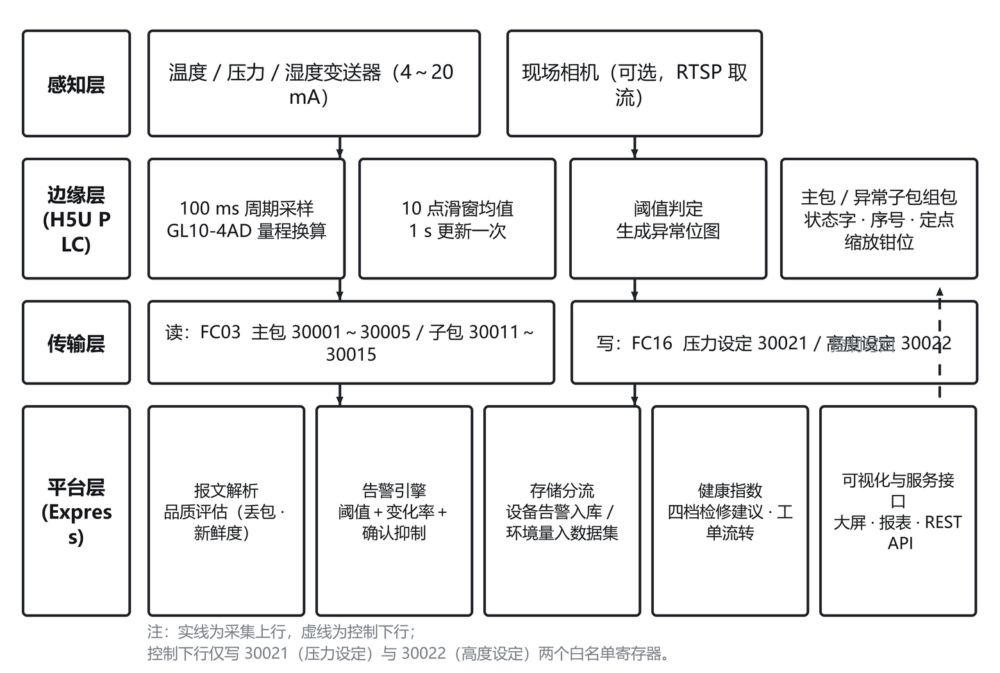 感知层
温度 / 压力 / 湿度变送器（4～20
mA）
现场相机（可选，RTSP 取
流）
边缘层
(H5U P
LC)
100 ms 周期采样
GL10-4AD 量程换算
10 点滑窗均值
1 s 更新一次
阈值判定
生成异常位图
主包 / 异常子包组包
状态字 · 序号 · 定点
缩放钳位
传输层
读：FC03 主包 30001～30005 / 子包 30011～
30015
写：FC16 压力设定 30021 / 高度设定 30022
控制写回
平台层
(Expres
s)
报文解析
品质评估（丢包 ·
新鲜度）
告警引擎
阈值+变化率+
确认抑制
存储分流
设备告警入库 /
环境量入数据集
健康指数
四档检修建议 · 工
单流转
可视化与服务接
口
大屏 · 报表 · REST
API
注：实线为采集上行，虚线为控制下行；
控制下行仅写 30021（压力设定）与 30022（高度设定）两个白名单寄存器。